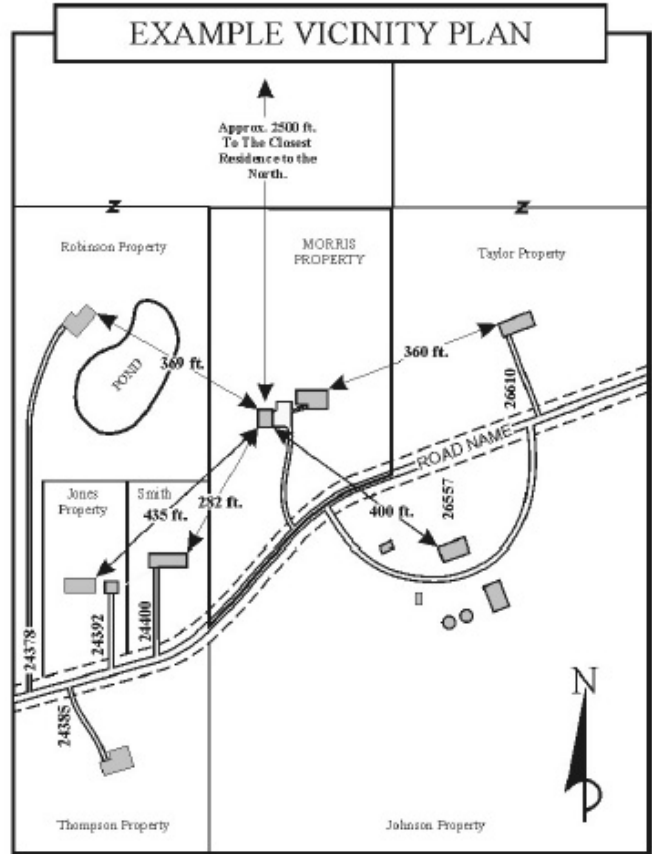 EXAMPLE VICINITY PLAN
Approx. 2500 ft.
To The Closest
Residence to the
North.
Z
Z
Robinson Property
MORRIS
PROPERTY
Taylor Property
POND
369 ft.
360 ft.
26610
ROAD NAME
Jones
Property
Smith
435 ft.
282 ft.
400 ft.
26557
24378
24392
24400
24385
N
Thompson Property
Johnson Property